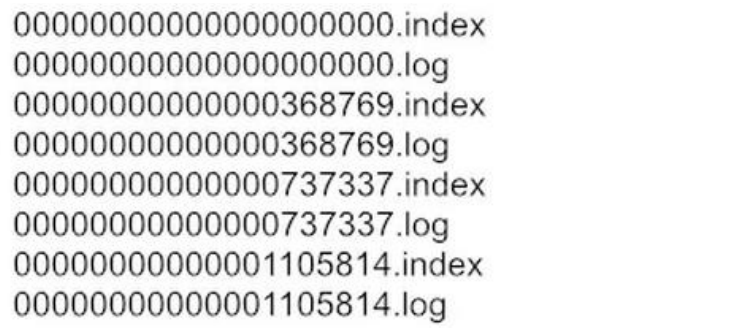 00000000000000000000.index
00000000000000000000.log
00000000000000368769.index
00000000000000368769.log
00000000000000737337.index
00000000000000737337.log
00000000000001105814.index
00000000000001105814.log